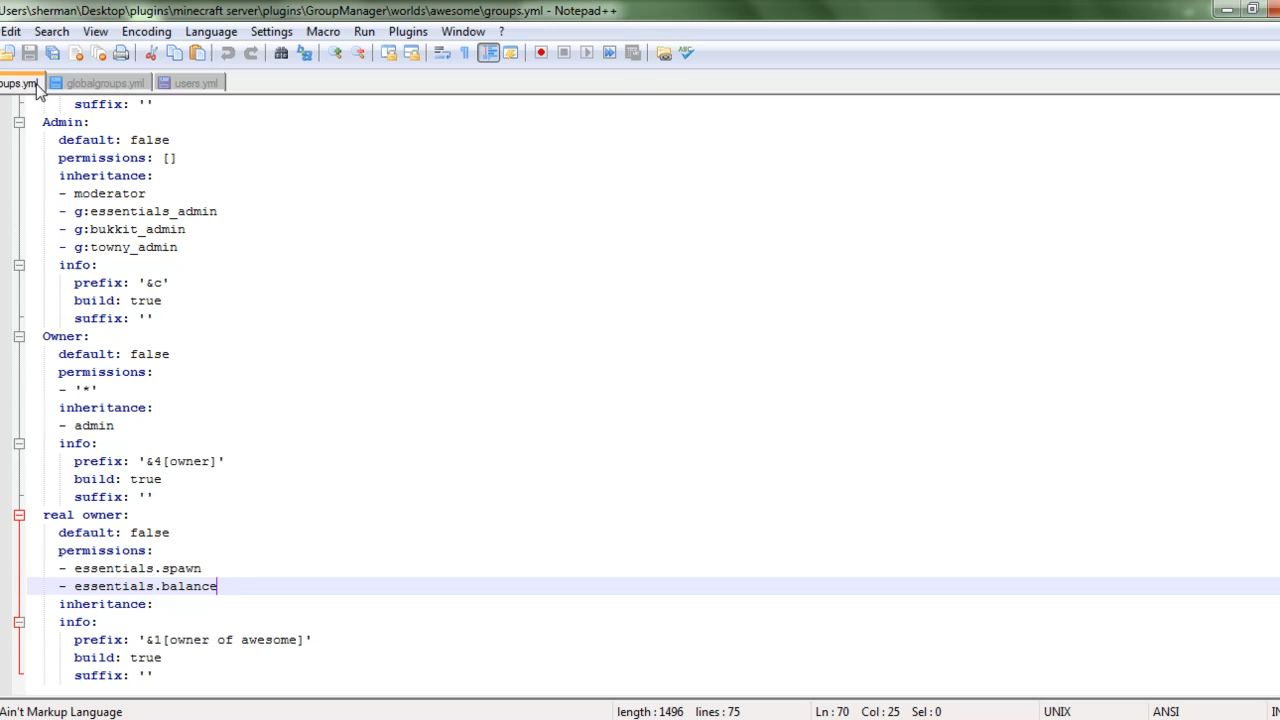 Users\sherman\Desktop\plugins\minecraft server\plugins\GroupManager\worlds\awesome\groups.yml - Notepad++
Edit Search View Encoding Language Settings Macro Run Plugins Window ?
oups.yml globalgroups.yml users.yml
suffix: ''
Admin:
default: false
permissions: []
inheritance:
- moderator
- g:essentials_admin
- g:bukkit_admin
- g:towny_admin
info:
prefix: '&c'
build: true
suffix: ''
Owner:
default: false
permissions:
- '*'
inheritance:
- admin
info:
prefix: '&4[owner]'
build: true
suffix: ''
real owner:
default: false
permissions:
- essentials.spawn
- essentials.balance
inheritance:
info:
prefix: '&1[owner of awesome]'
build: true
suffix: ''
Ain't Markup Language length : 1496 lines : 75 Ln : 70 Col : 25 Sel : 0 UNIX ANSI IN